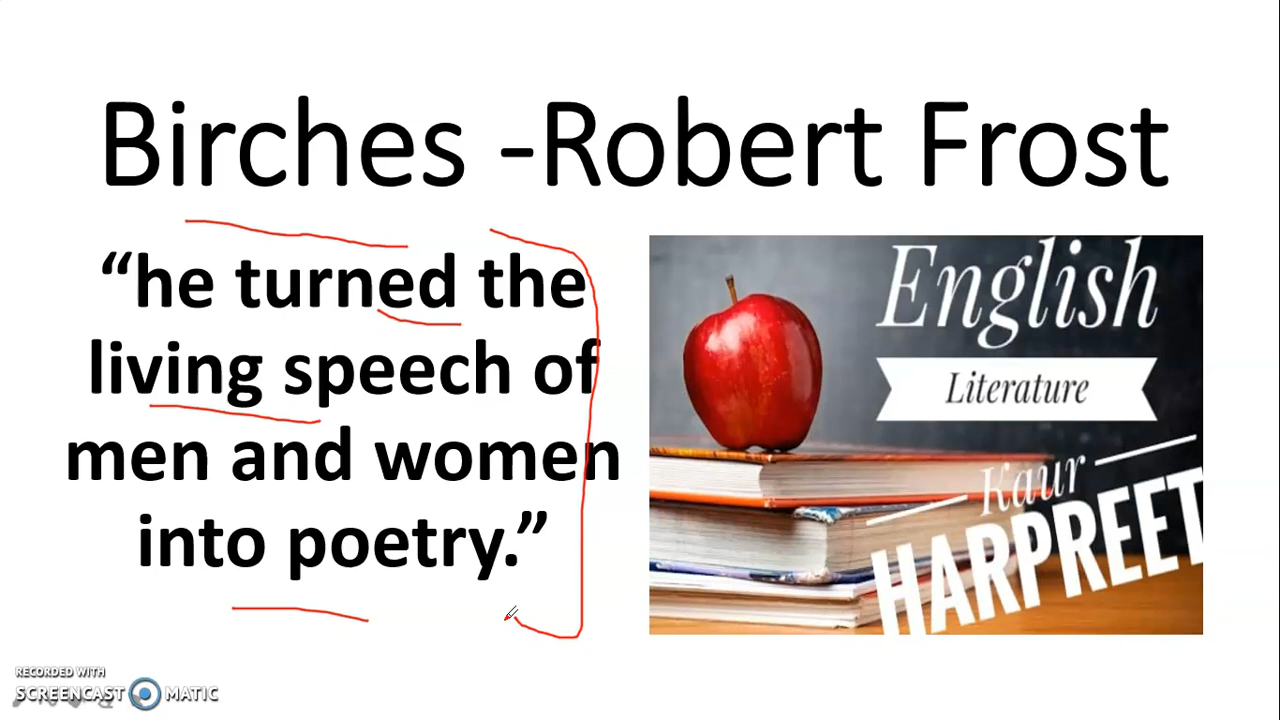 Birches -Robert Frost
“he turned the
living speech of
men and women
into poetry.”
English
Literature
Kaur
HARPREET
RECORDED WITH
SCREENCAST MATIC